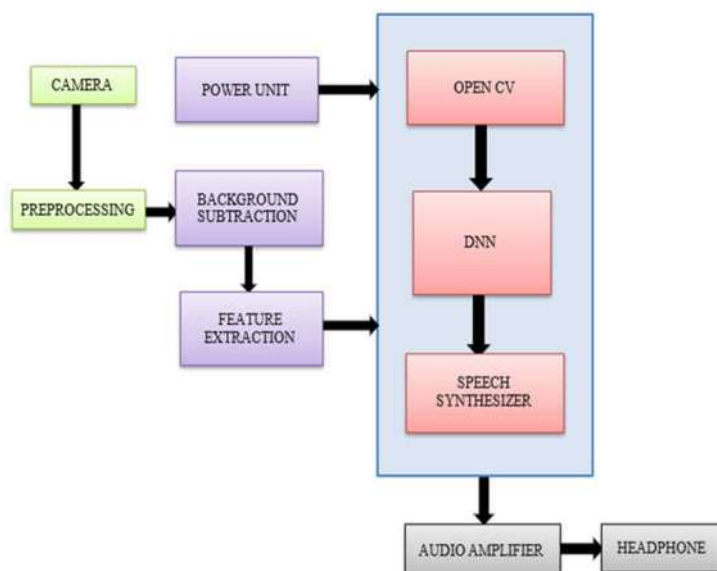 CAMERA
POWER UNIT
OPEN CV
PREPROCESSING
BACKGROUND
SUBTRACTION
DNN
FEATURE
EXTRACTION
SPEECH
SYNTHESIZER
AUDIO AMPLIFIER
HEADPHONE